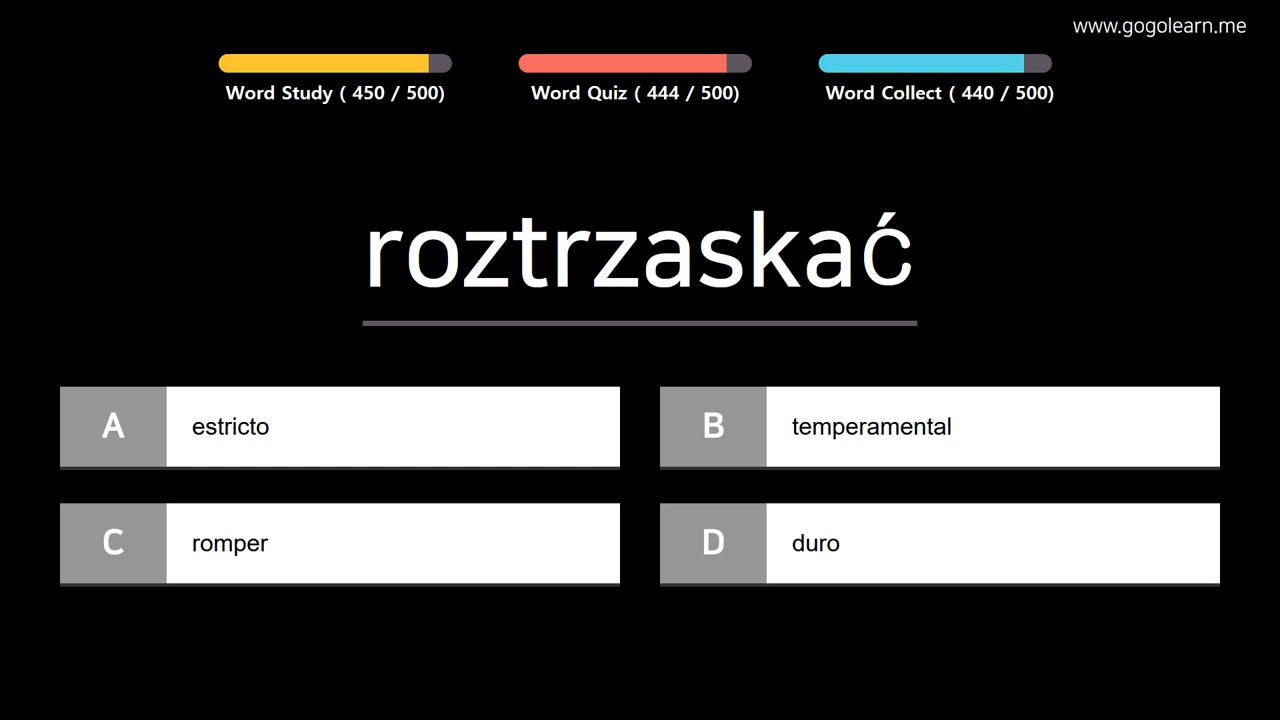 www.gogolearn.me
Word Study ( 450 / 500)
Word Quiz ( 444 / 500)
Word Collect ( 440 / 500)
roztrzaskać
A estricto
B temperamental
C romper
D duro